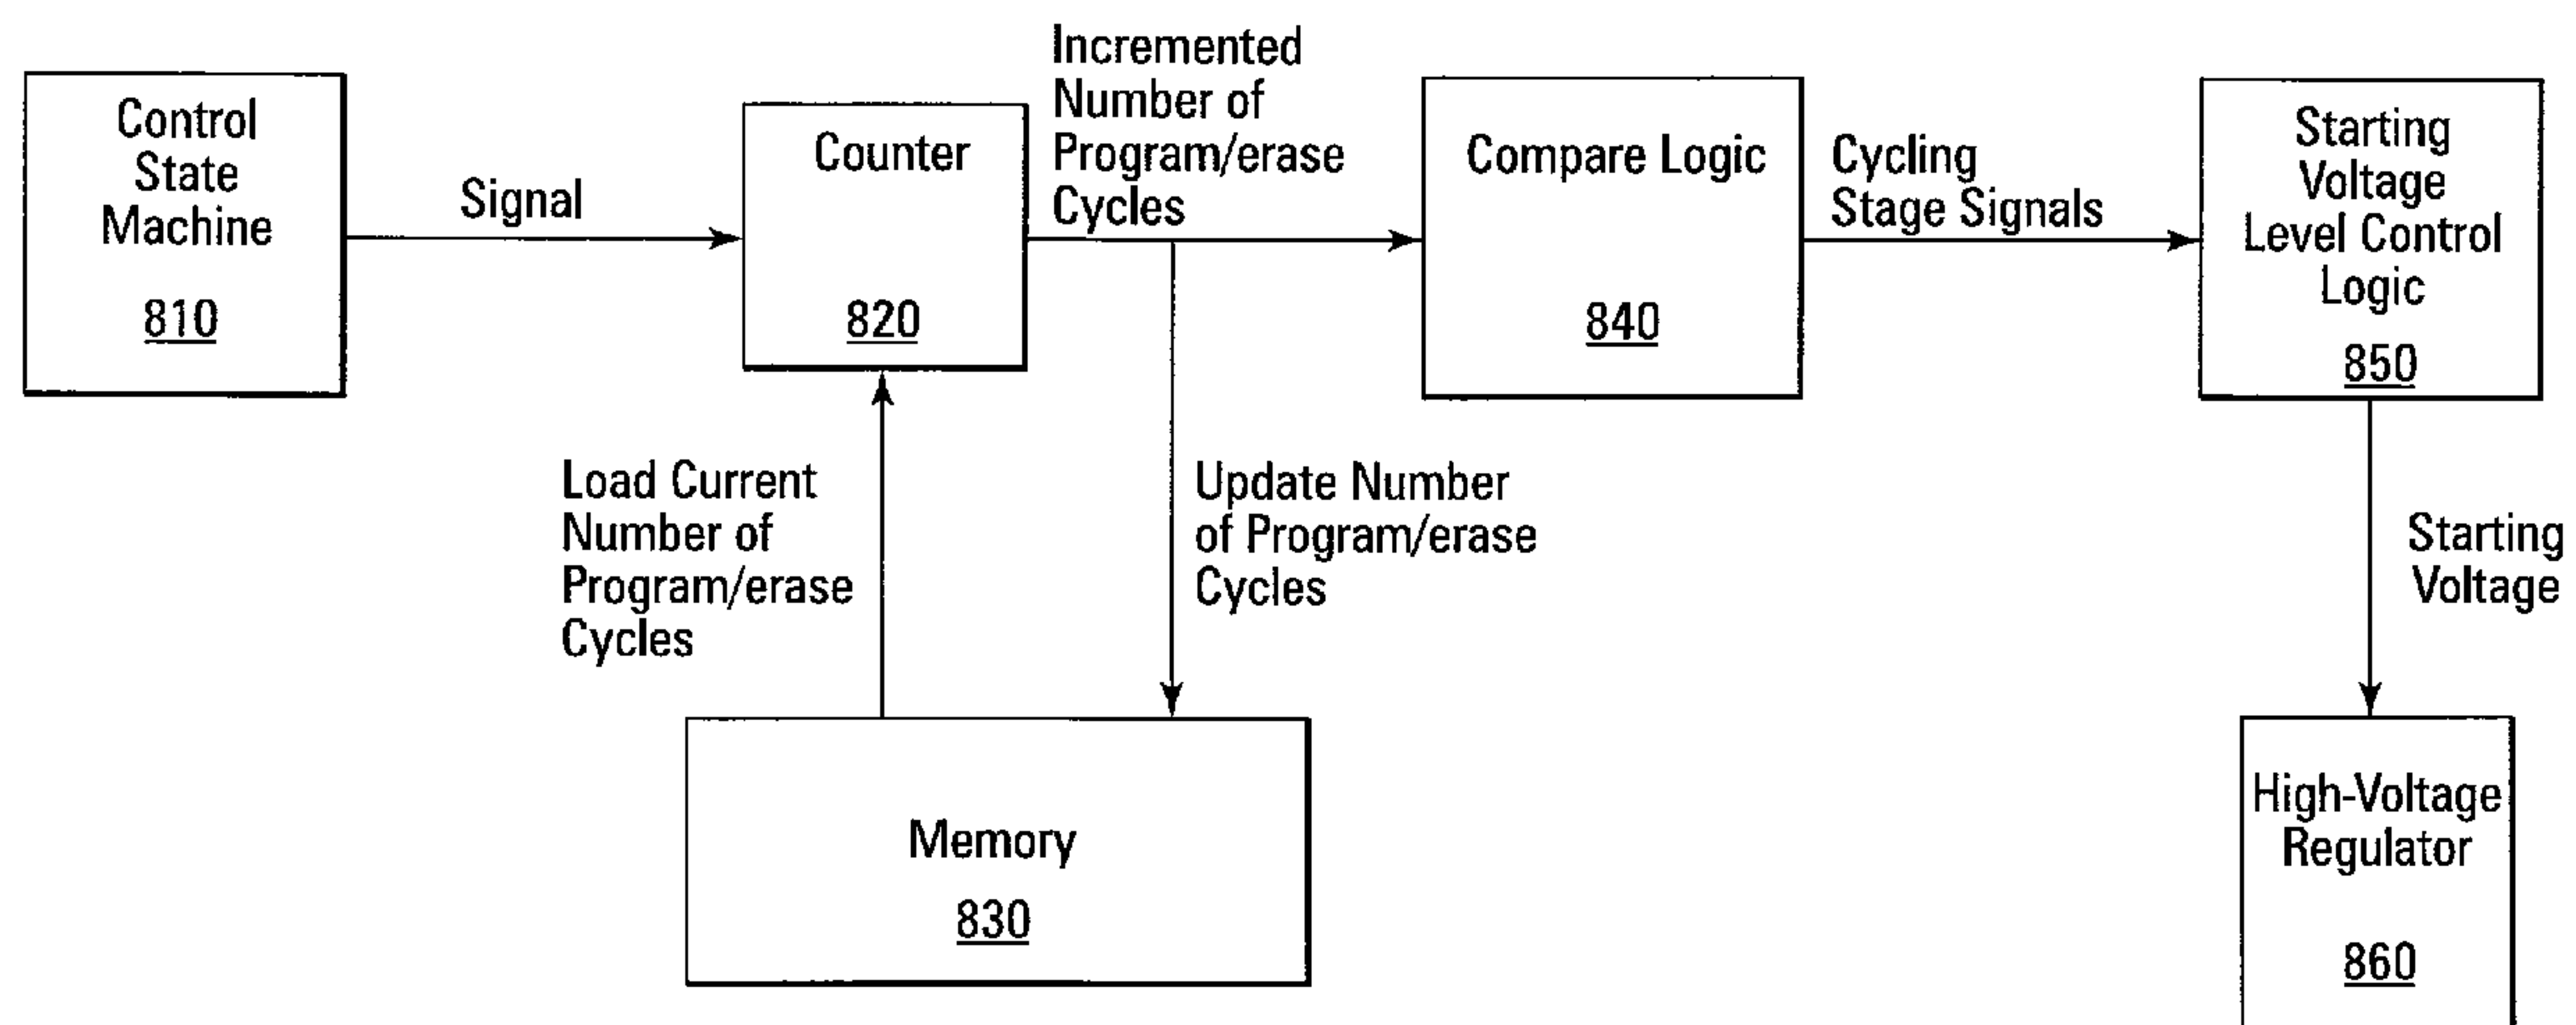 Control
State
Machine
810
Signal
Counter
820
Incremented
Number of
Program/erase
Cycles
Compare Logic
840
Cycling
Stage Signals
Starting
Voltage
Level Control
Logic
850
Load Current
Number of
Program/erase
Cycles
Update Number
of Program/erase
Cycles
Starting
Voltage
Memory
830
High-Voltage
Regulator
860